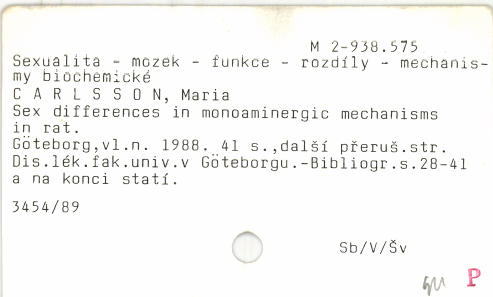 M 2-938.575
Sexualita - mozek - funkce - rozdíly - mechanis-
my biochemické
C A R L S S O N, Maria
Sex differences in monoaminergic mechanisms
in rat.
Göteborg,vl.n. 1988. 41 s.,další přeruš.str.
Dis.lék.fak.univ.v Göteborgu.-Bibliogr.s.28-41
a na konci statí.
3454/89
Sb/V/Šv
P